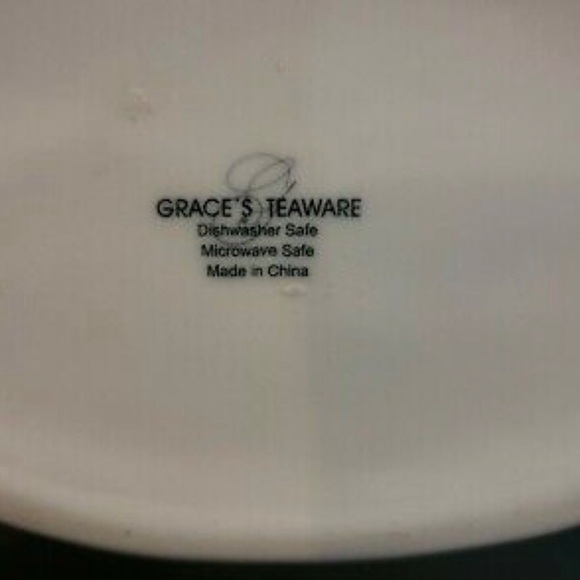 GRACE'S TEAWARE
Dishwasher Safe
Microwave Safe
Made in China